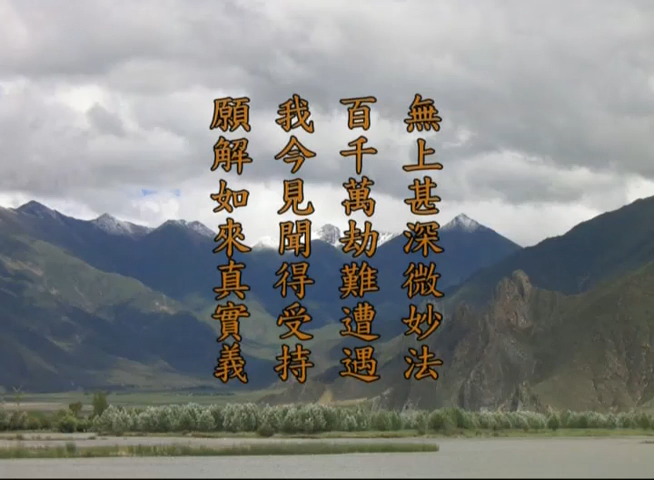 無上甚深微妙法
百千萬劫難遭遇
我今見聞得受持
願解如來真實義